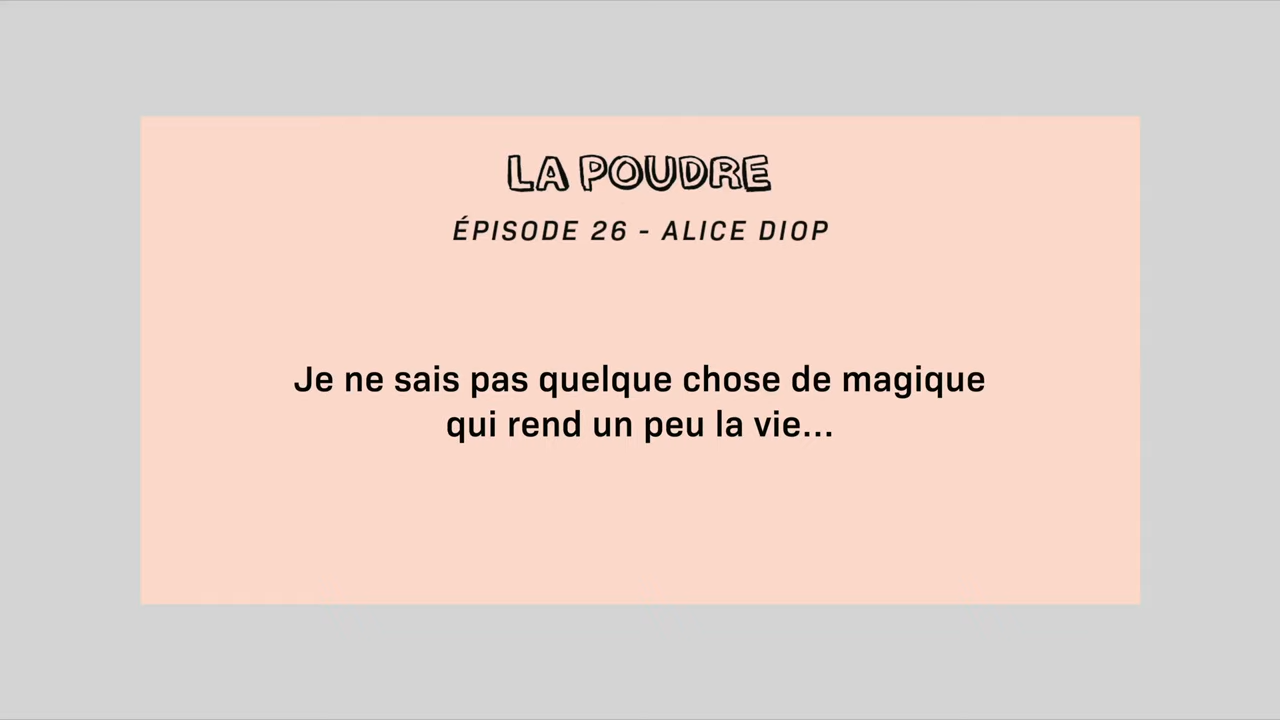 LA POUDRE
ÉPISODE 26 - ALICE DIOP
Je ne sais pas quelque chose de magique
qui rend un peu la vie...